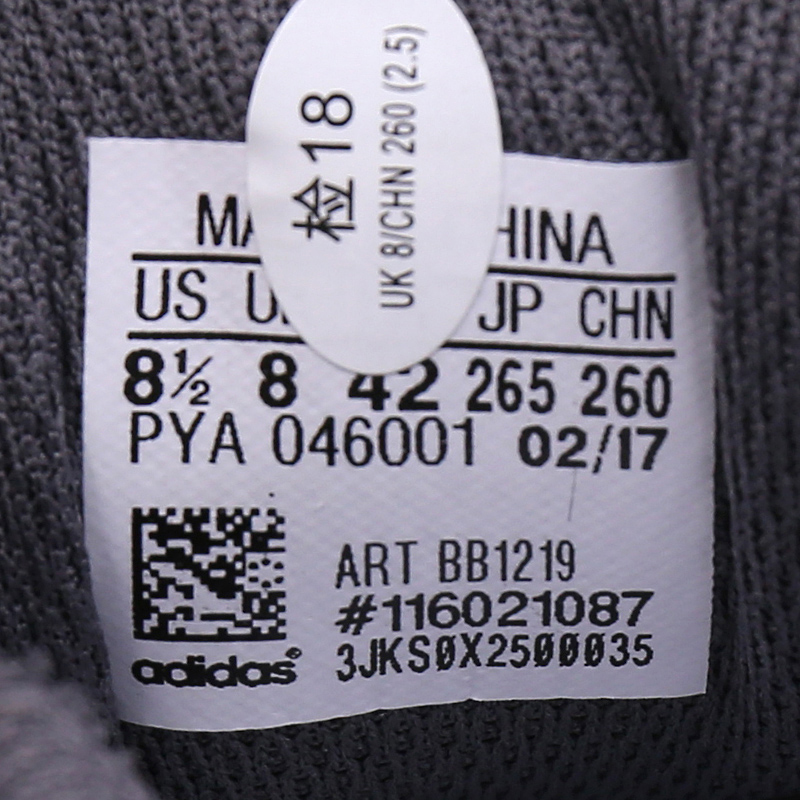 检18
UK 8/CHN 260 (2.5)
MA HINA
US U JP CHN
8½ 8 42 265 260
PYA 046001 02/17
ART BB1219
#116021087
3JKS0X2500035
adidas®